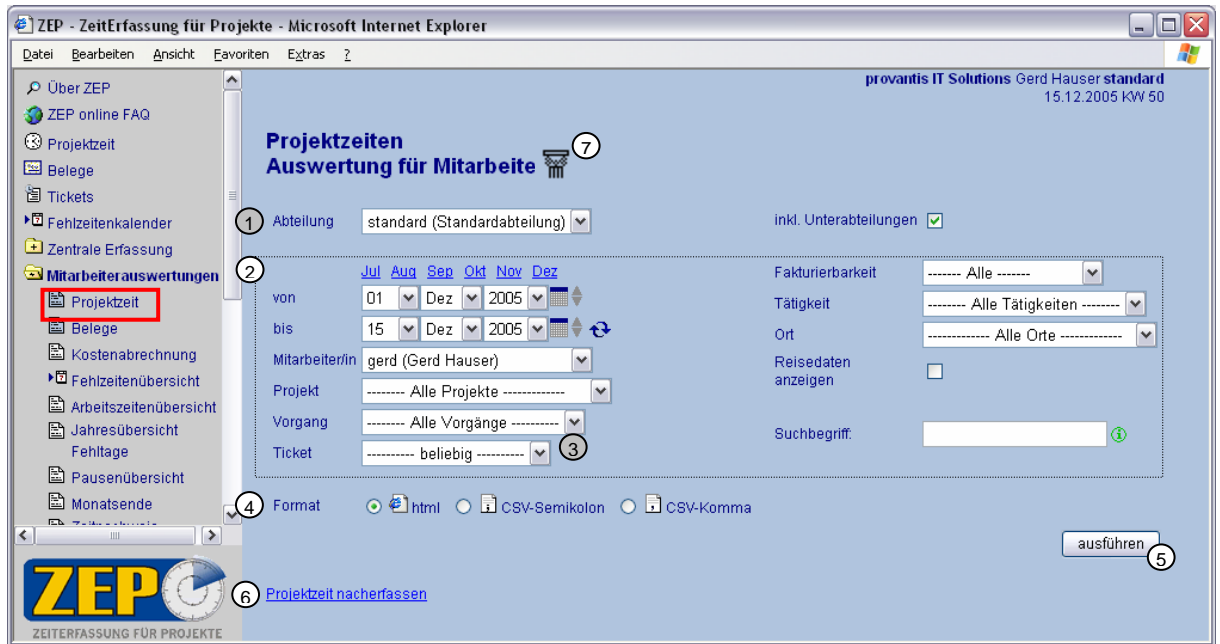 ZEP - ZeitErfassung für Projekte - Microsoft Internet Explorer
Datei Bearbeiten Ansicht Favoriten Extras ?
Über ZEP
ZEP online FAQ
Projektzeit
Belege
Tickets
Fehlzeitenkalender
Zentrale Erfassung
Mitarbeiterauswertungen
Projektzeit
Belege
Kostenabrechnung
Fehlzeitenübersicht
Arbeitszeitenübersicht
Jahresübersicht
Fehltage
Pausenübersicht
Monatsende
ZEP
ZEITERFASSUNG FÜR PROJEKTE
provantis IT Solutions Gerd Hauser standard
15.12.2005 KW 50
Projektzeiten
Auswertung für Mitarbeite
7
1 Abteilung standard (Standardabteilung) inkl. Unterabteilungen
2 Jul Aug Sep Okt Nov Dez Fakturierbarkeit ------- Alle -------
von 01 Dez 2005 Tätigkeit -------- Alle Tätigkeiten --------
bis 15 Dez 2005 Ort ------------- Alle Orte -------------
Mitarbeiter/in gerd (Gerd Hauser) Reisedaten
anzeigen
Projekt -------- Alle Projekte -------------
Vorgang -------- Alle Vorgänge ---------- Suchbegriff:
Ticket ---------- beliebig ---------- 3
4 Format html CSV-Semikolon CSV-Komma
ausführen
5
6 Projektzeit nacherfassen